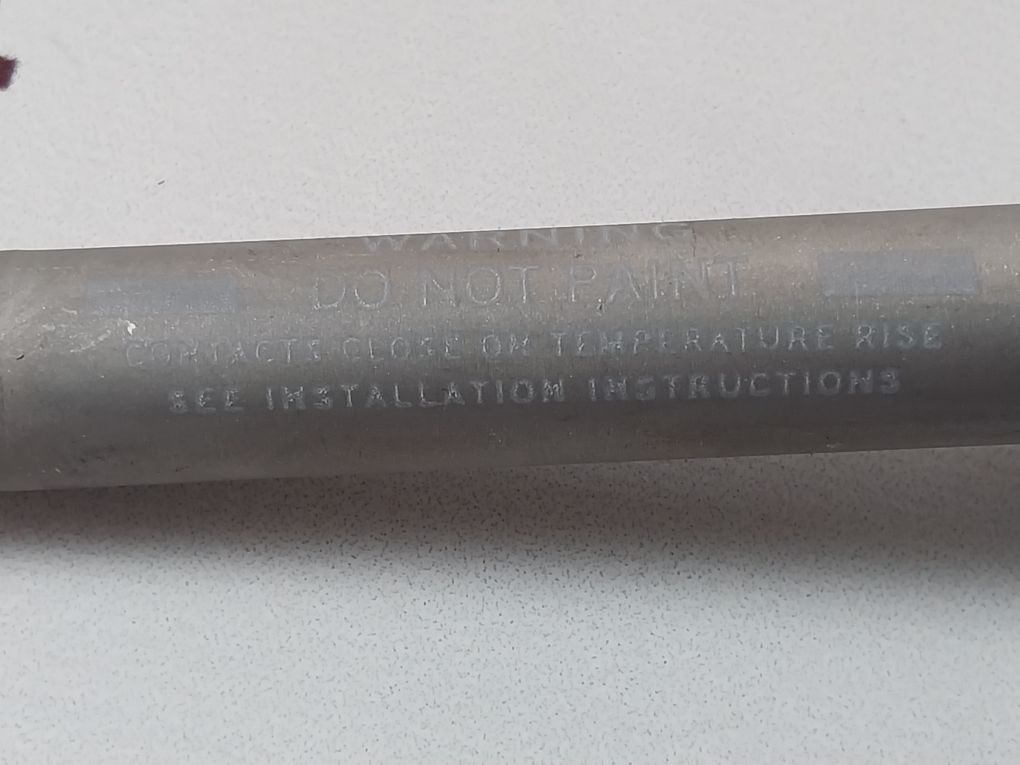 WARNING
DO NOT PAINT
CONTACTS CLOSE ON TEMPERATURE RISE
SEE INSTALLATION INSTRUCTIONS